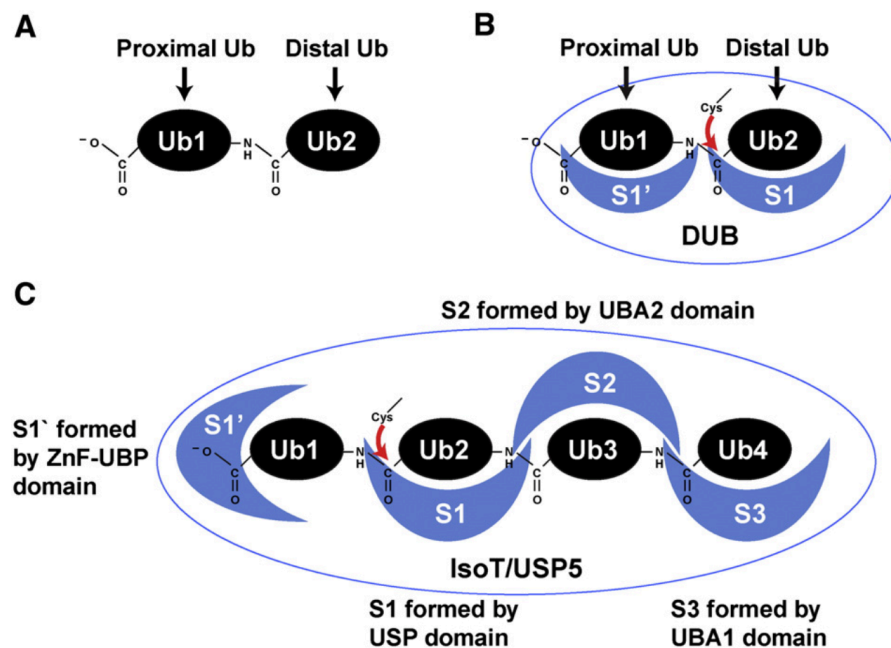 A
Proximal Ub Distal Ub
Ub1
Ub2
⁻O
C
O
N
H
C
O
B
Proximal Ub Distal Ub
Cys
Ub1
Ub2
⁻O
C
O
N
H
C
O
S1'
S1
DUB
C
S2 formed by UBA2 domain
S2
S1` formed
by ZnF-UBP
domain
S1'
Cys
⁻O
Ub1
Ub2
Ub3
Ub4
C
O
N
H
C
O
N
H
C
O
N
H
C
O
S1
S3
IsoT/USP5
S1 formed by
USP domain
S3 formed by
UBA1 domain